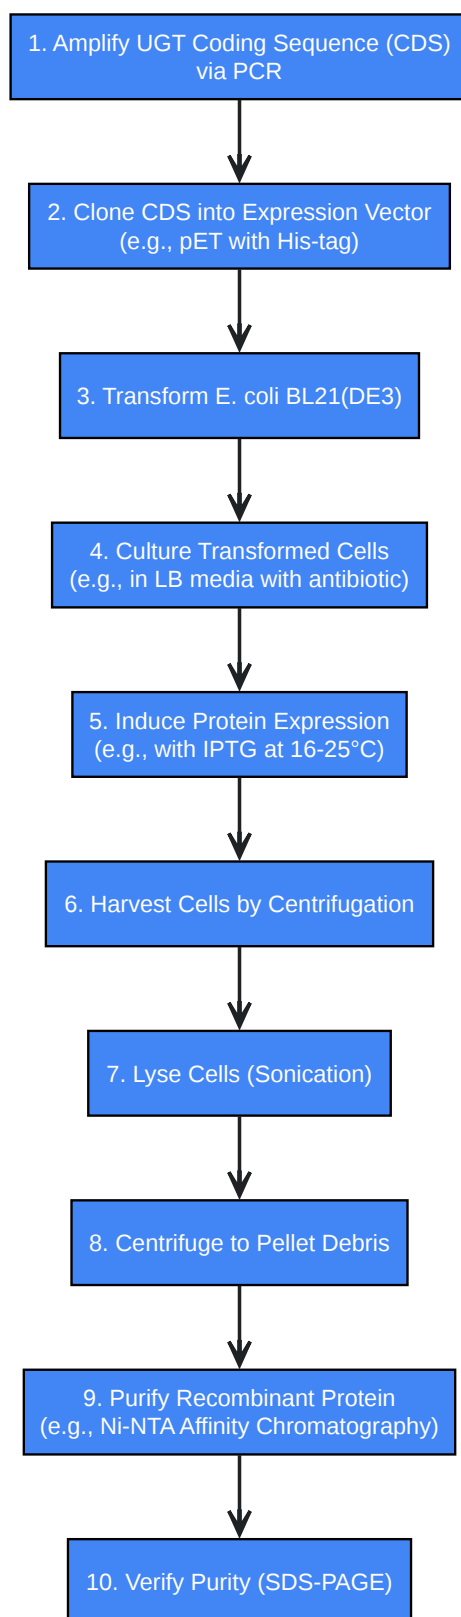 1. Amplify UGT Coding Sequence (CDS)
via PCR
2. Clone CDS into Expression Vector
(e.g., pET with His-tag)
3. Transform E. coli BL21(DE3)
4. Culture Transformed Cells
(e.g., in LB media with antibiotic)
5. Induce Protein Expression
(e.g., with IPTG at 16-25°C)
6. Harvest Cells by Centrifugation
7. Lyse Cells (Sonication)
8. Centrifuge to Pellet Debris
9. Purify Recombinant Protein
(e.g., Ni-NTA Affinity Chromatography)
10. Verify Purity (SDS-PAGE)